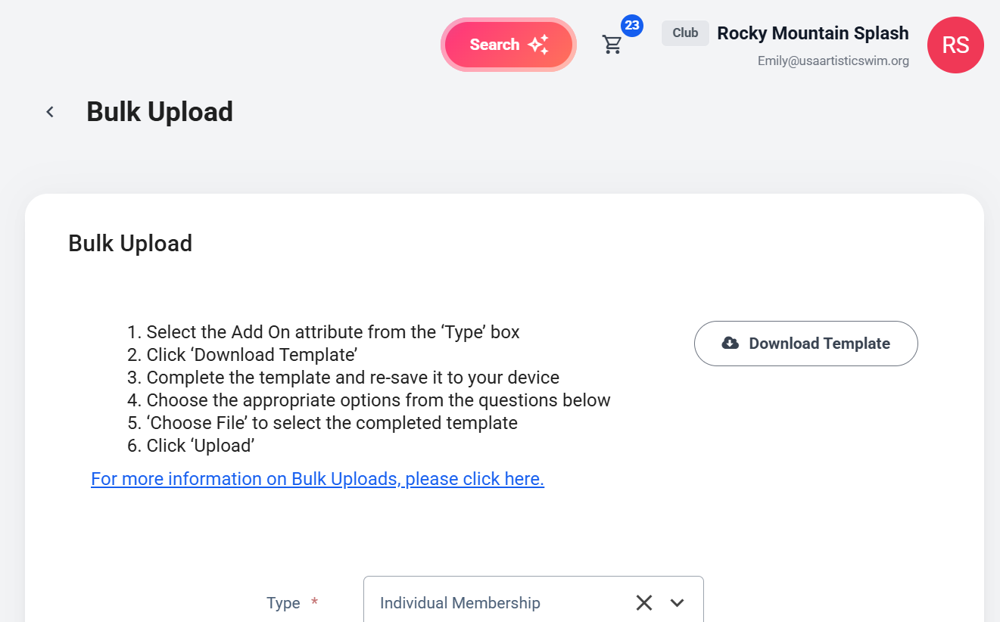 Search
23
Club
Rocky Mountain Splash
Emily@usaartisticswim.org
RS
Bulk Upload
Bulk Upload
1. Select the Add On attribute from the ‘Type’ box
2. Click ‘Download Template’
3. Complete the template and re-save it to your device
4. Choose the appropriate options from the questions below
5. ‘Choose File’ to select the completed template
6. Click ‘Upload’
Download Template
For more information on Bulk Uploads, please click here.
Type *
Individual Membership